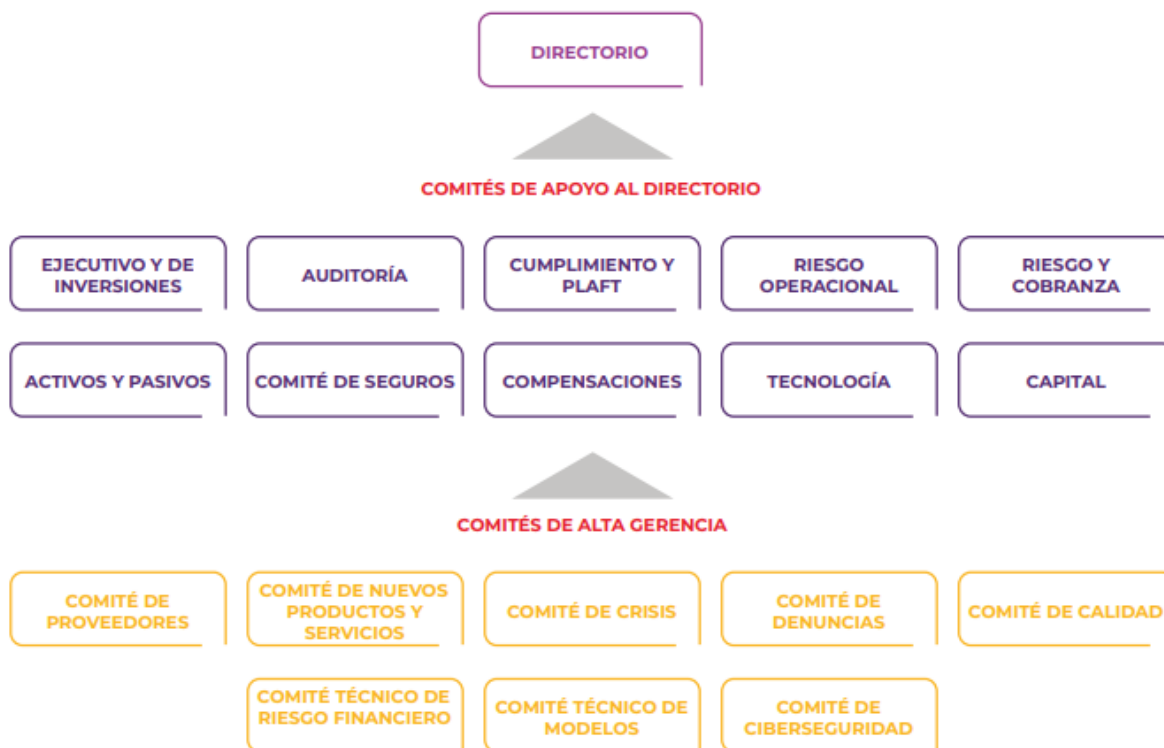 DIRECTORIO
COMITÉS DE APOYO AL DIRECTORIO
EJECUTIVO Y DE
INVERSIONES
AUDITORÍA
CUMPLIMIENTO Y
PLAFT
RIESGO
OPERACIONAL
RIESGO Y
COBRANZA
ACTIVOS Y PASIVOS
COMITÉ DE SEGUROS
COMPENSACIONES
TECNOLOGÍA
CAPITAL
COMITÉS DE ALTA GERENCIA
COMITÉ DE
PROVEEDORES
COMITÉ DE NUEVOS
PRODUCTOS Y
SERVICIOS
COMITÉ DE CRISIS
COMITÉ DE
DENUNCIAS
COMITÉ DE CALIDAD
COMITÉ TÉCNICO DE
RIESGO FINANCIERO
COMITÉ TÉCNICO DE
MODELOS
COMITÉ DE
CIBERSEGURIDAD